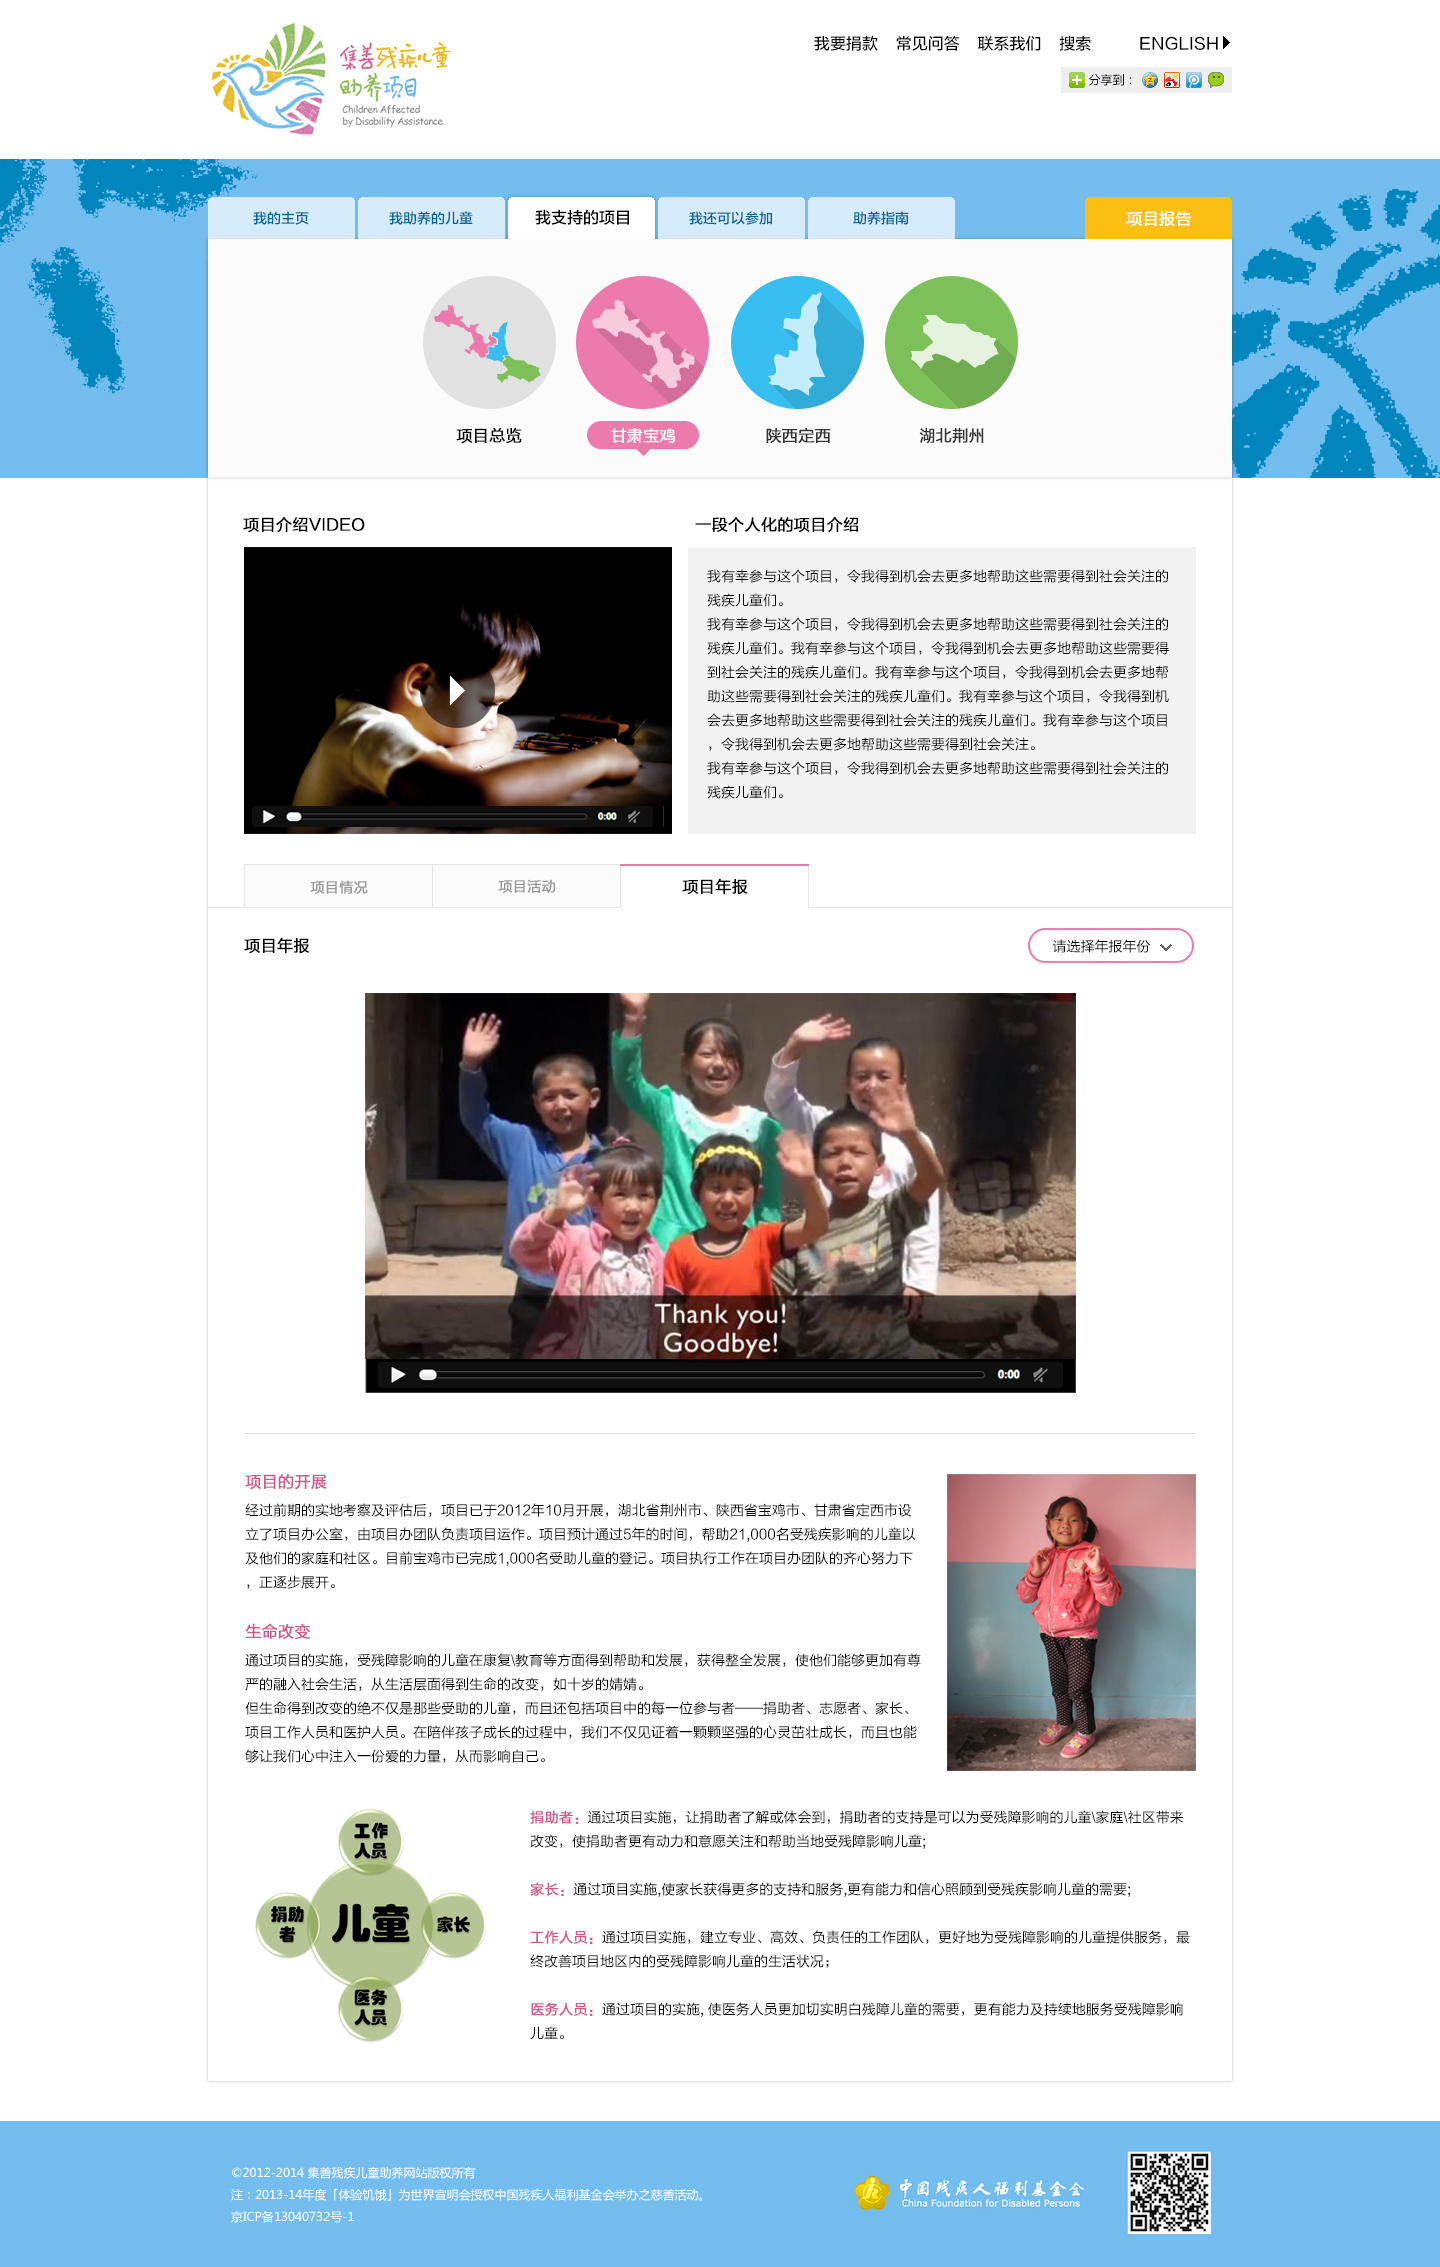 集善残疾儿童
助养项目
Children Affected
by Disability Assistance
我要捐款 常见问答 联系我们 搜索 ENGLISH
分享到：
我的主页 我助养的儿童 我支持的项目 我还可以参加 助养指南 项目报告
项目总览 甘肃宝鸡 陕西定西 湖北荆州
项目介绍VIDEO
一段个人化的项目介绍
我有幸参与这个项目，令我得到机会去更多地帮助这些需要得到社会关注的
残疾儿童们。
我有幸参与这个项目，令我得到机会去更多地帮助这些需要得到社会关注的
残疾儿童们。我有幸参与这个项目，令我得到机会去更多地帮助这些需要得
到社会关注的残疾儿童们。我有幸参与这个项目，令我得到机会去更多地帮
助这些需要得到社会关注的残疾儿童们。我有幸参与这个项目，令我得到机
会去更多地帮助这些需要得到社会关注的残疾儿童们。我有幸参与这个项目
，令我得到机会去更多地帮助这些需要得到社会关注。
我有幸参与这个项目，令我得到机会去更多地帮助这些需要得到社会关注的
残疾儿童们。
0:00
项目情况 项目活动 项目年报
项目年报
请选择年报年份
Thank you!
Goodbye!
0:00
项目的开展
经过前期的实地考察及评估后，项目已于2012年10月开展，湖北省荆州市、陕西省宝鸡市、甘肃省定西市设
立了项目办公室，由项目办团队负责项目运作。项目预计通过5年的时间，帮助21,000名受残疾影响的儿童以
及他们的家庭和社区。目前宝鸡市已完成1,000名受助儿童的登记。项目执行工作在项目办团队的齐心努力下
，正逐步展开。
生命改变
通过项目的实施，受残障影响的儿童在康复\教育等方面得到帮助和发展，获得整全发展，使他们能够更加有尊
严的融入社会生活，从生活层面得到生命的改变，如十岁的婧婧。
但生命得到改变的绝不仅是那些受助的儿童，而且还包括项目中的每一位参与者——捐助者、志愿者、家长、
项目工作人员和医护人员。在陪伴孩子成长的过程中，我们不仅见证着一颗颗坚强的心灵茁壮成长，而且也能
够让我们心中注入一份爱的力量，从而影响自己。
工作
人员
捐助
者
儿童
家长
医务
人员
捐助者：通过项目实施，让捐助者了解或体会到，捐助者的支持是可以为受残障影响的儿童\家庭\社区带来
改变，使捐助者更有动力和意愿关注和帮助当地受残障影响儿童;
家长：通过项目实施,使家长获得更多的支持和服务,更有能力和信心照顾到受残疾影响儿童的需要;
工作人员：通过项目实施，建立专业、高效、负责任的工作团队，更好地为受残障影响的儿童提供服务，最
终改善项目地区内的受残障影响儿童的生活状况；
医务人员：通过项目的实施, 使医务人员更加切实明白残障儿童的需要，更有能力及持续地服务受残障影响
儿童。
©2012-2014 集善残疾儿童助养网站版权所有
注：2013-14年度「体验饥饿」为世界宣明会授权中国残疾人福利基金会举办之慈善活动。
京ICP备13040732号-1
中国残疾人福利基金会
China Foundation for Disabled Persons